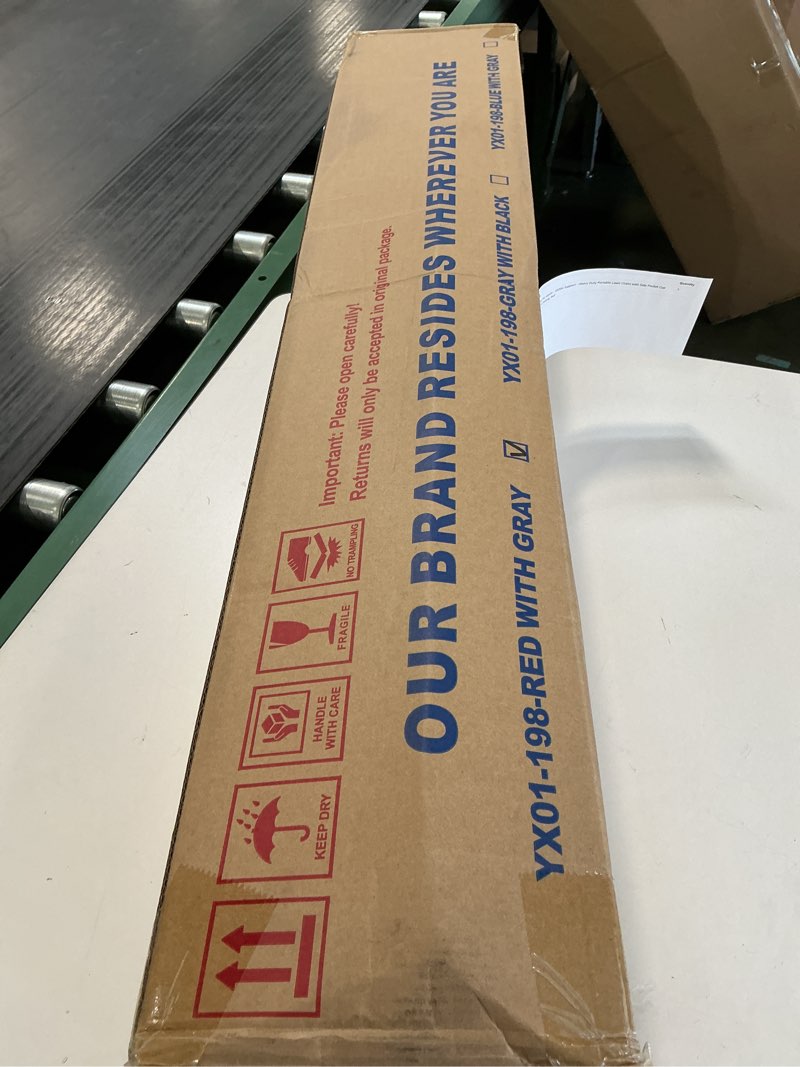 Important: Please open carefully!
Returns will only be accepted in original package.
KEEP DRY
HANDLE
WITH CARE
FRAGILE
NO TRAMPLING
OUR BRAND RESIDES WHEREVER YOU ARE
YX01-198-RED WITH GRAY ☑
YX01-198-GRAY WITH BLACK ☐
YX01-198-BLUE WITH GRAY ☐
Quantity